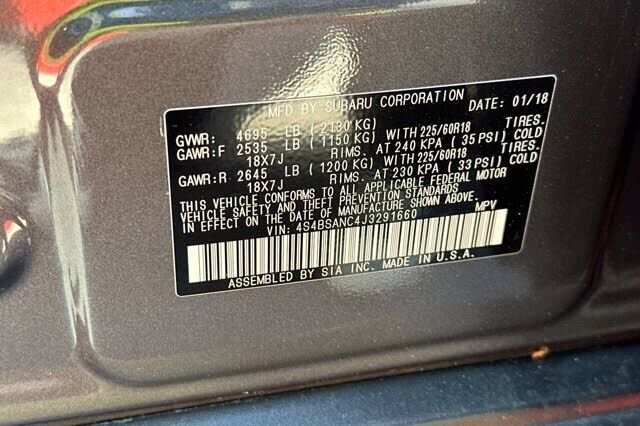 MFD BY SUBARU CORPORATION DATE: 01/18
GVWR: 4695 LB (2130 KG) TIRES.
GAWR:F 2535 LB (1150 KG) WITH 225/60R18
18X7J RIMS. AT 240 KPA (35 PSI) COLD
GAWR:R 2645 LB (1200 KG) WITH 225/60R18 TIRES.
18X7J RIMS. AT 230 KPA (33 PSI) COLD
THIS VEHICLE CONFORMS TO ALL APPLICABLE FEDERAL MOTOR
VEHICLE SAFETY AND THEFT PREVENTION STANDARDS
IN EFFECT ON THE DATE OF MANUFACTURE SHOWN ABOVE.
VIN: 4S4BSANC4J3291660 MPV
ASSEMBLED BY SIA INC. MADE IN U.S.A.